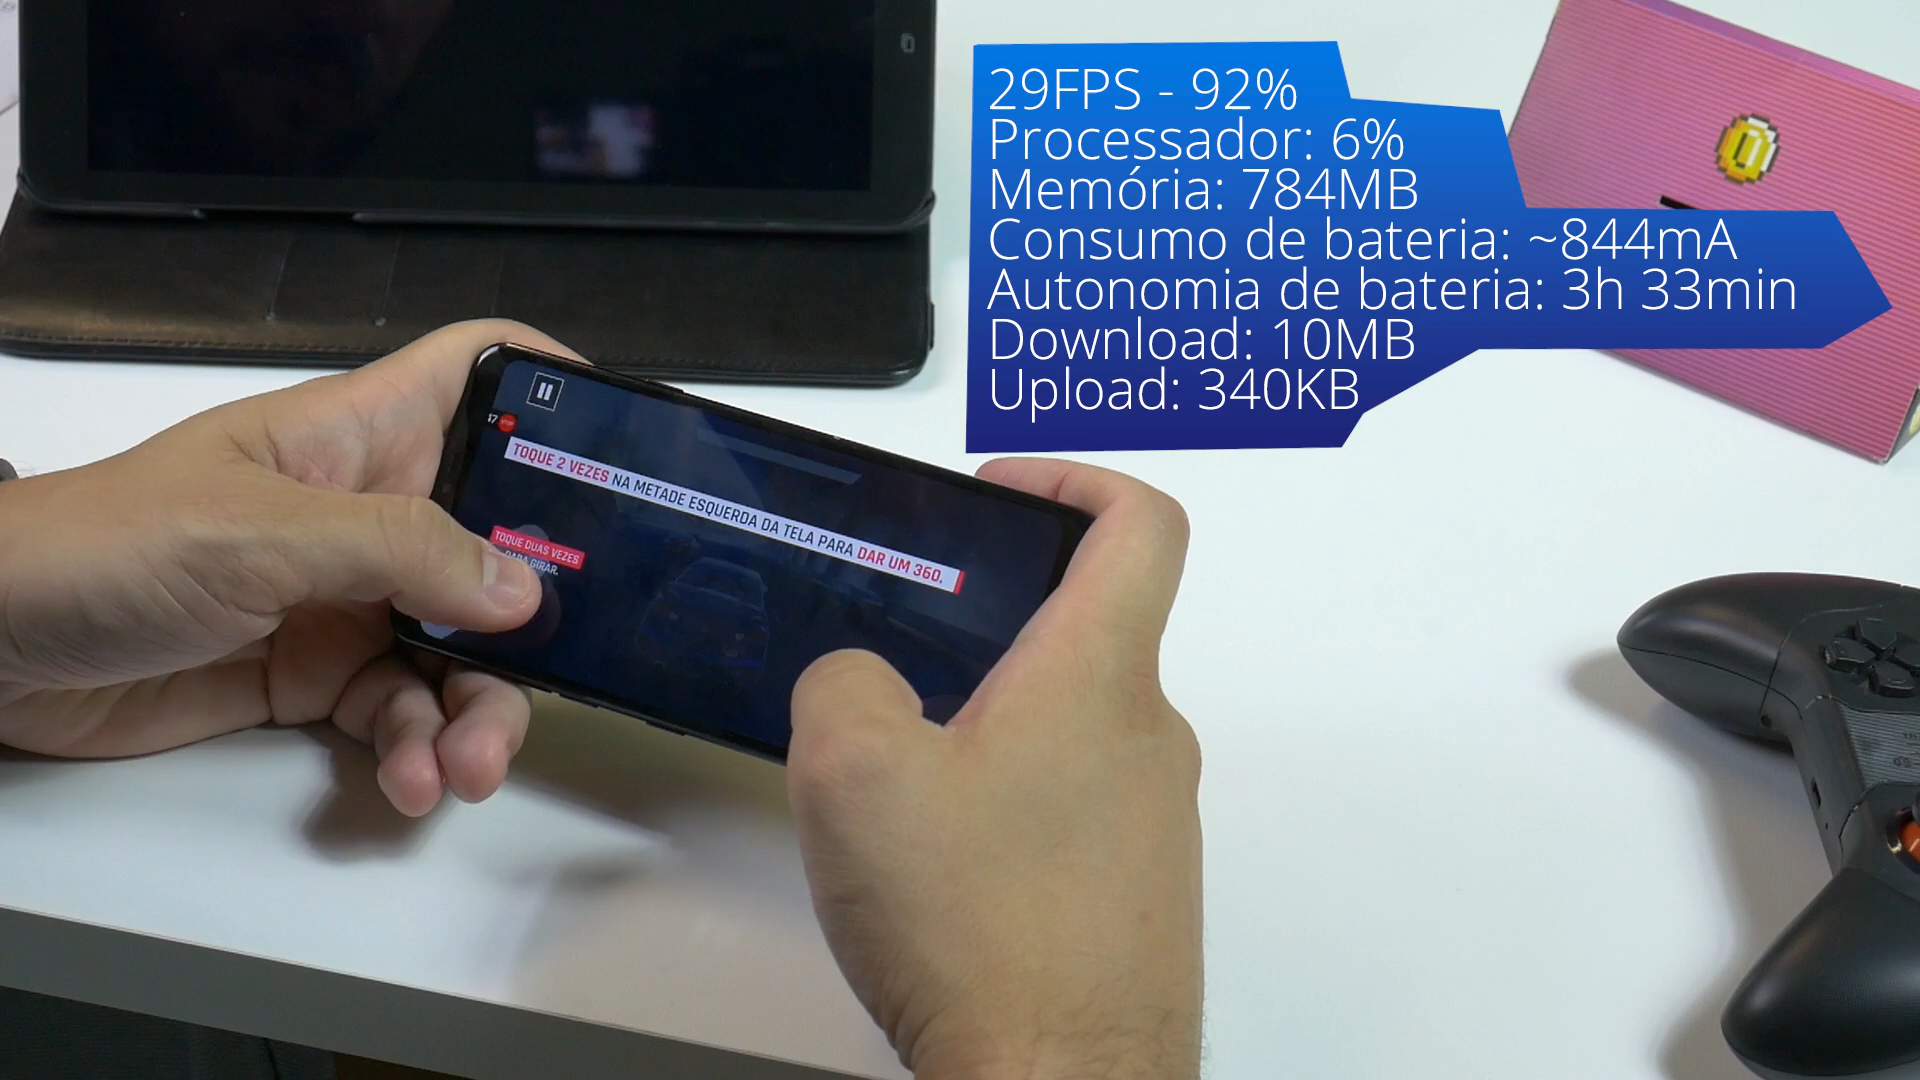 29FPS - 92%
Processador: 6%
Memória: 784MB
Consumo de bateria: ~844mA
Autonomia de bateria: 3h 33min
Download: 10MB
Upload: 340KB
TOQUE 2 VEZES NA METADE ESQUERDA DA TELA PARA DAR UM 360.
TOQUE DUAS VEZES
PARA GIRAR.